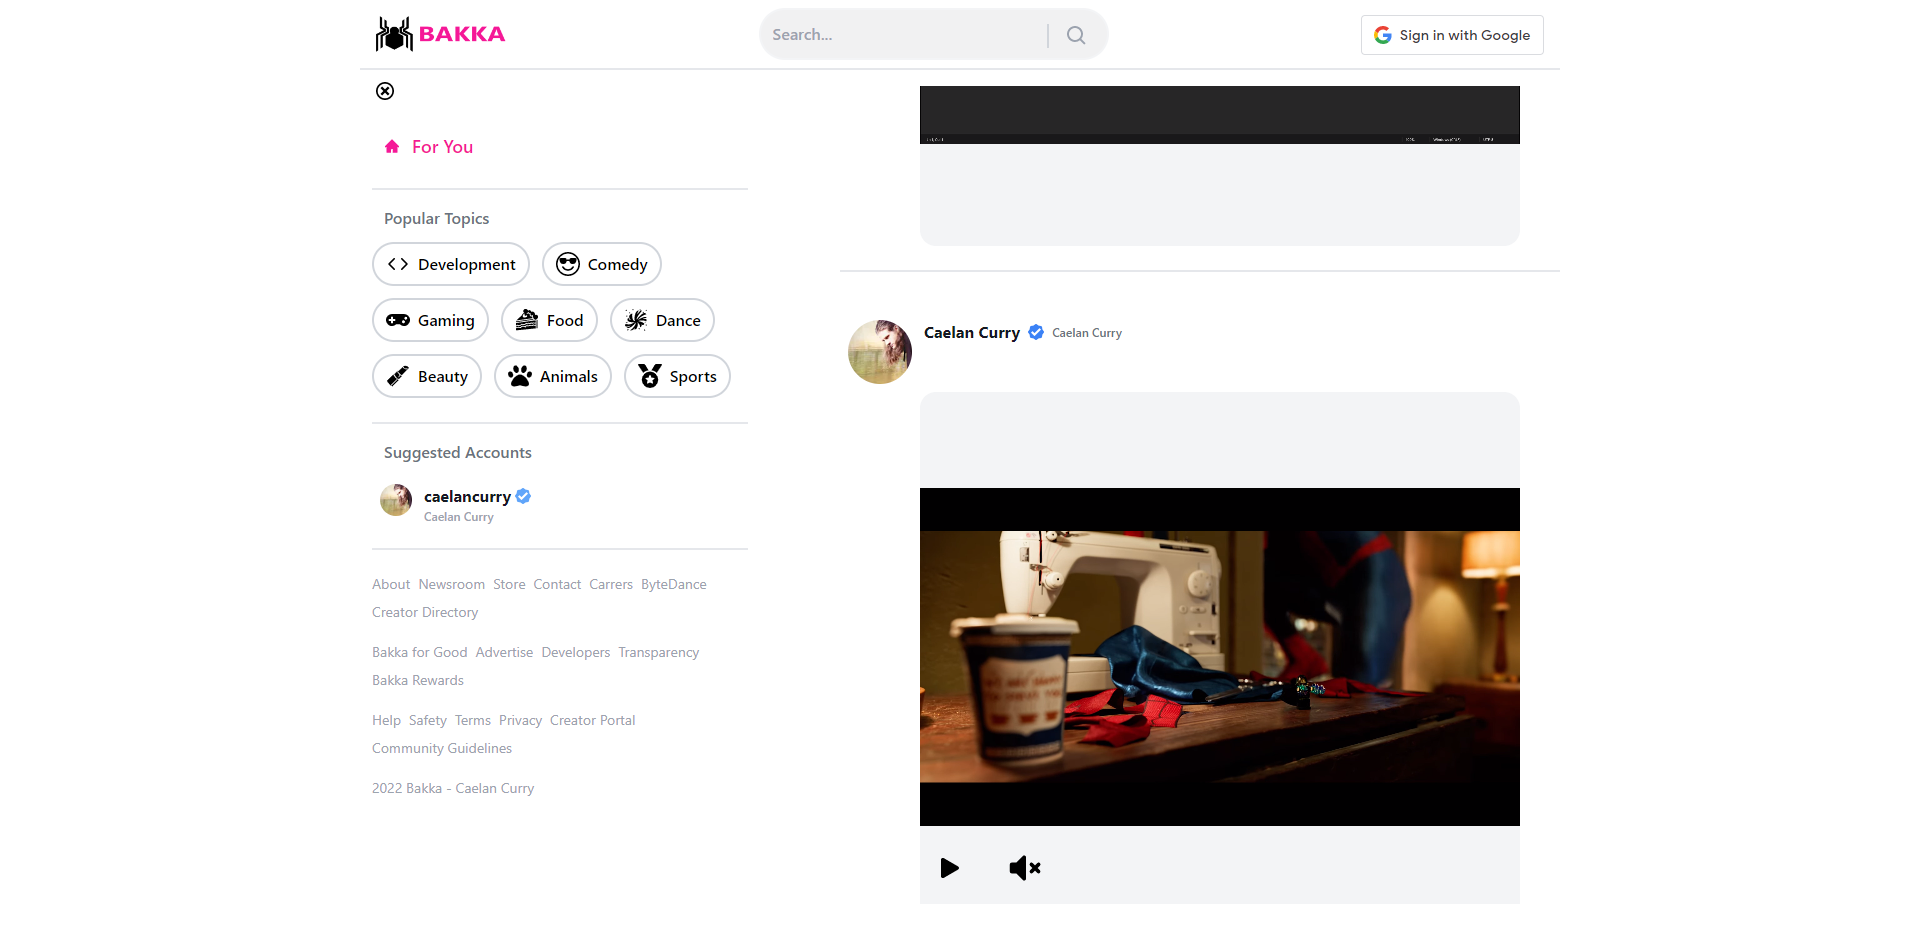 BAKKA
Search...
Sign in with Google
For You
Popular Topics
Development
Comedy
Gaming
Food
Dance
Beauty
Animals
Sports
Suggested Accounts
caelancurry
Caelan Curry
About Newsroom Store Contact Carrers ByteDance
Creator Directory
Bakka for Good Advertise Developers Transparency
Bakka Rewards
Help Safety Terms Privacy Creator Portal
Community Guidelines
2022 Bakka - Caelan Curry
Caelan Curry Caelan Curry